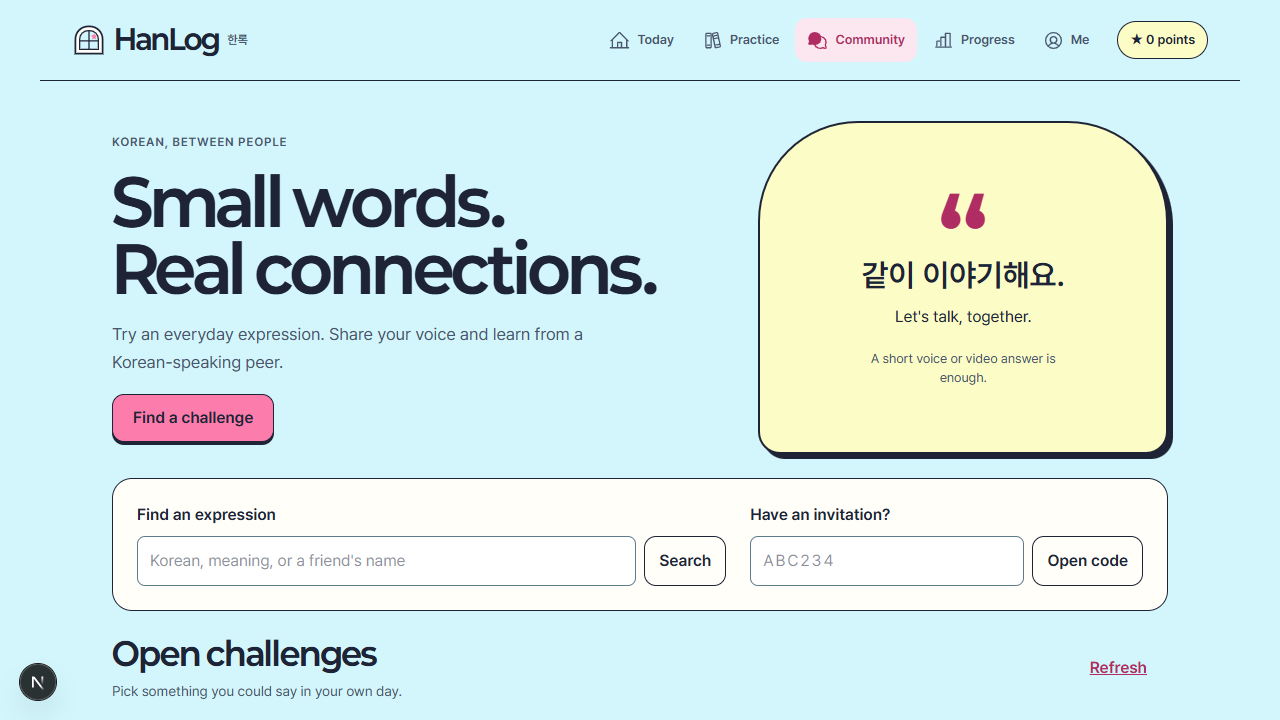 HanLog 한록
Today
Practice
Community
Progress
Me
★ 0 points
KOREAN, BETWEEN PEOPLE
Small words.
Real connections.
Try an everyday expression. Share your voice and learn from a
Korean-speaking peer.
Find a challenge
“
같이 이야기해요.
Let's talk, together.
A short voice or video answer is
enough.
Find an expression
Korean, meaning, or a friend's name
Search
Have an invitation?
ABC234
Open code
Open challenges
Pick something you could say in your own day.
Refresh
N